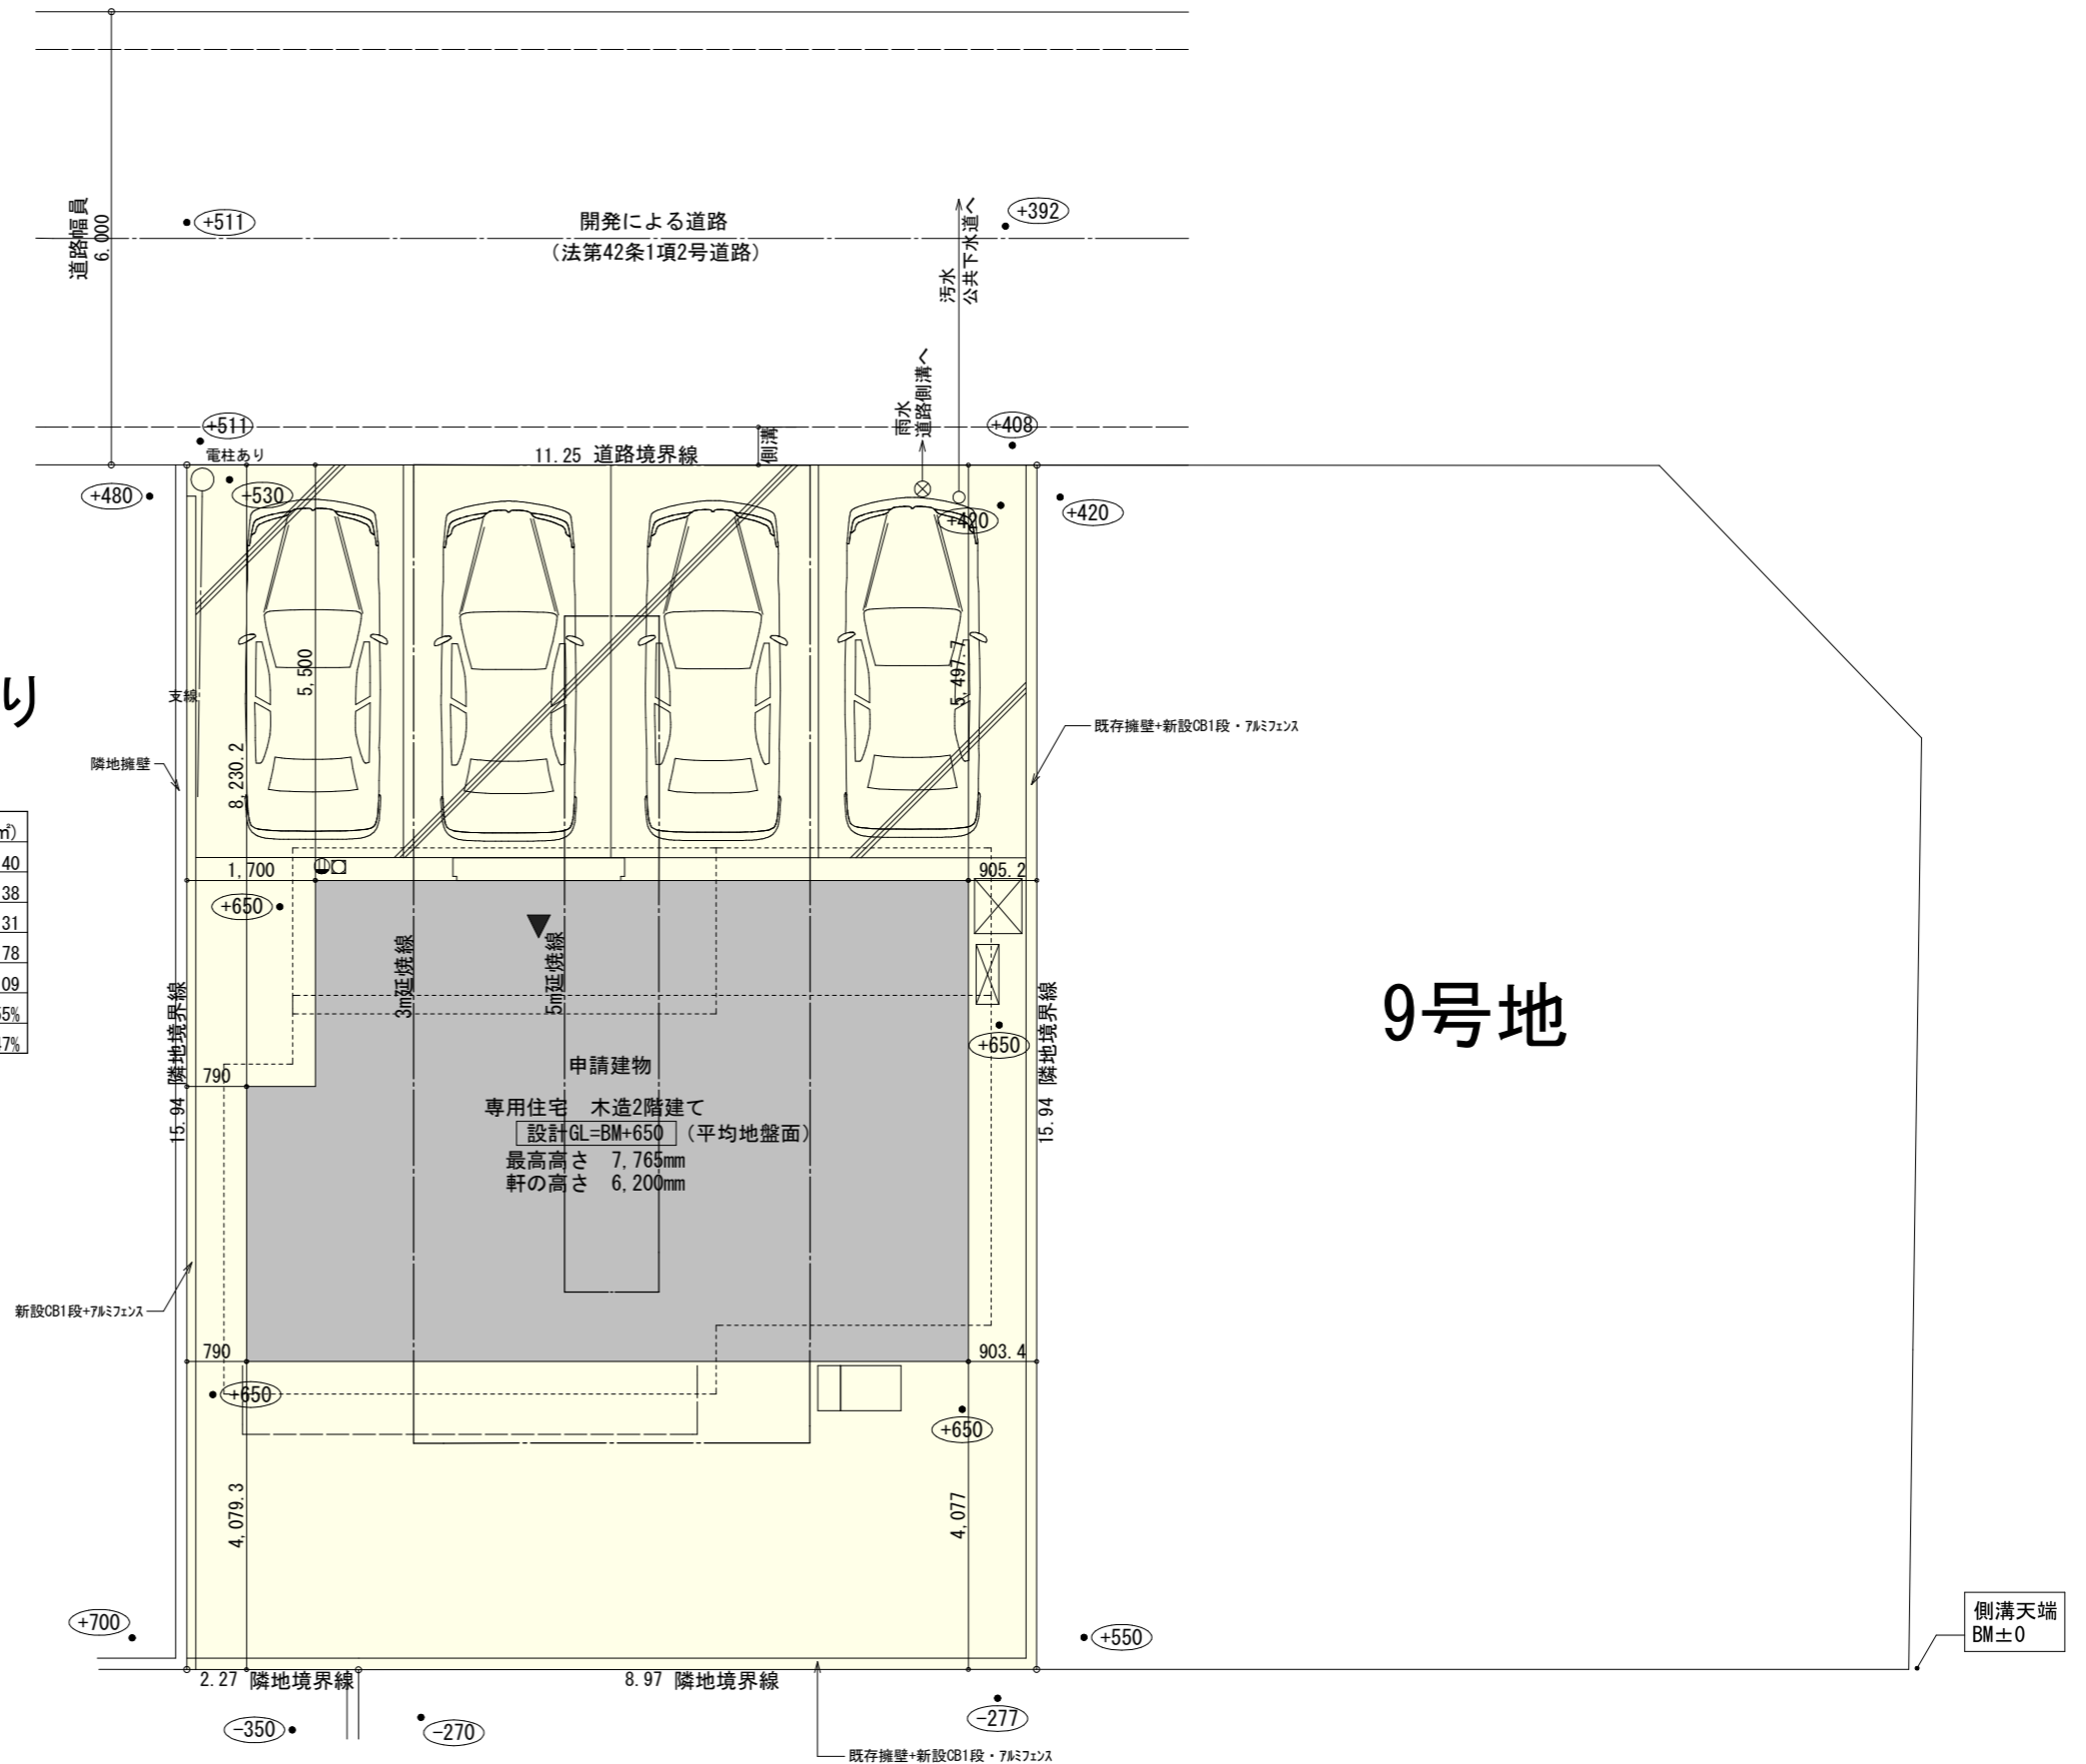 道路幅員
6.000
+511
開発による道路
(法第42条1項2号道路)
+392
汚水
公共下水道へ
雨水
道路側溝へ
+511
電柱あり
11.25 道路境界線
側溝
+408
+480
+530
+420
+420
り
支線
5,500
5,497.7
8,230.2
隣地擁壁
既存擁壁+新設CB1段・アルミフェンス
㎡)
40
38
31
78
09
55%
47%
1,700
905.2
+650
3m延焼線
5m延焼線
15.94 隣地境界線
15.94 隣地境界線
9号地
+650
790
申請建物
専用住宅 木造2階建て
設計GL=BM+650 (平均地盤面)
最高高さ 7,765mm
軒の高さ 6,200mm
新設CB1段+アルミフェンス
790
903.4
+650
+650
4,079.3
4,077
+700
+550
側溝天端
BM±0
2.27 隣地境界線
8.97 隣地境界線
-350
-270
-277
既存擁壁+新設CB1段・アルミフェンス